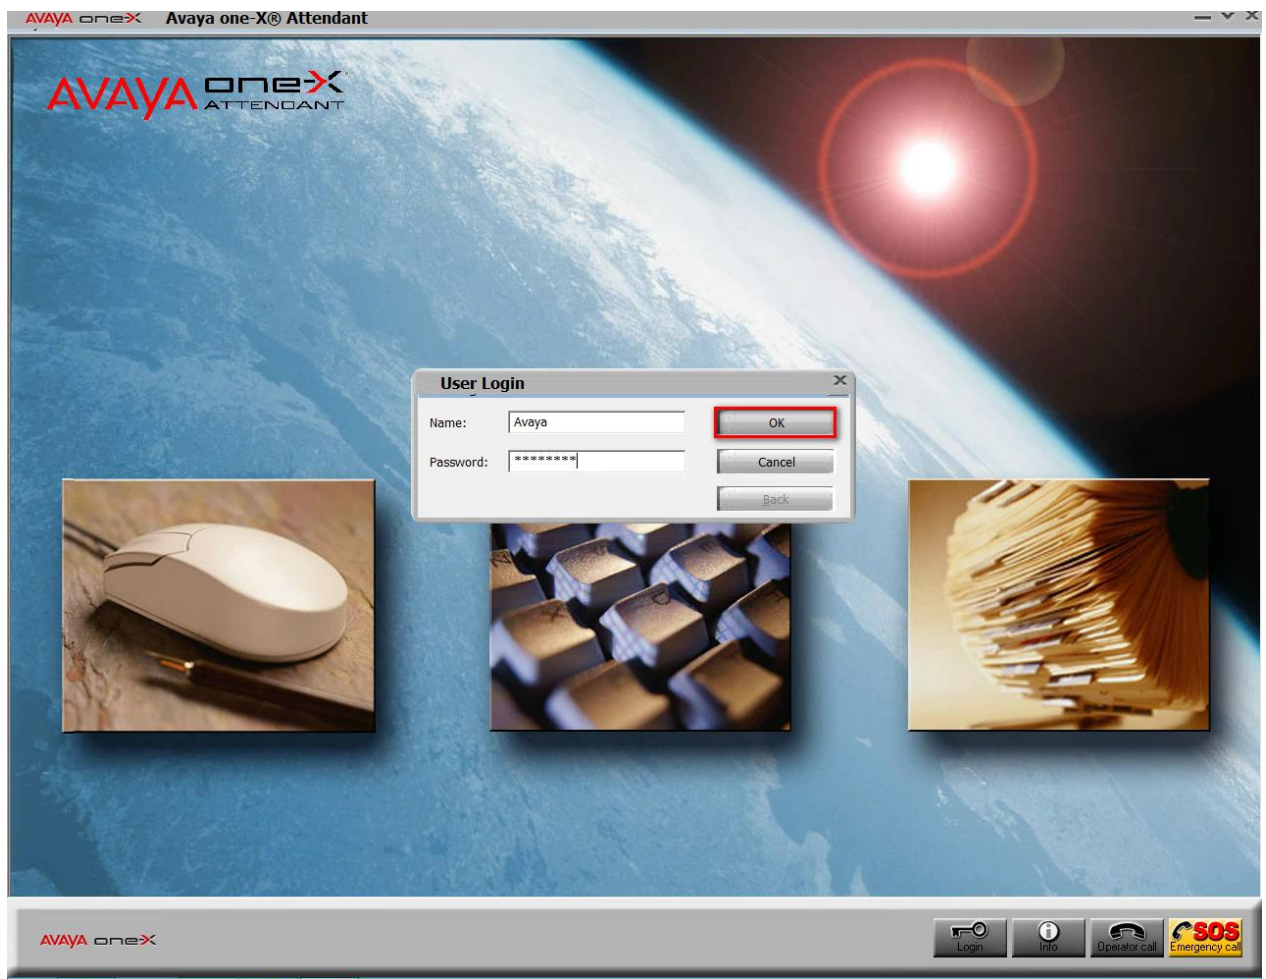 AVAYA one-X Avaya one-X® Attendant
AVAYA one-X
ATTENDANT
User Login
Name: Avaya OK
Password: ******** Cancel
Back
AVAYA one-X
Login Info Operator call SOS
Emergency call